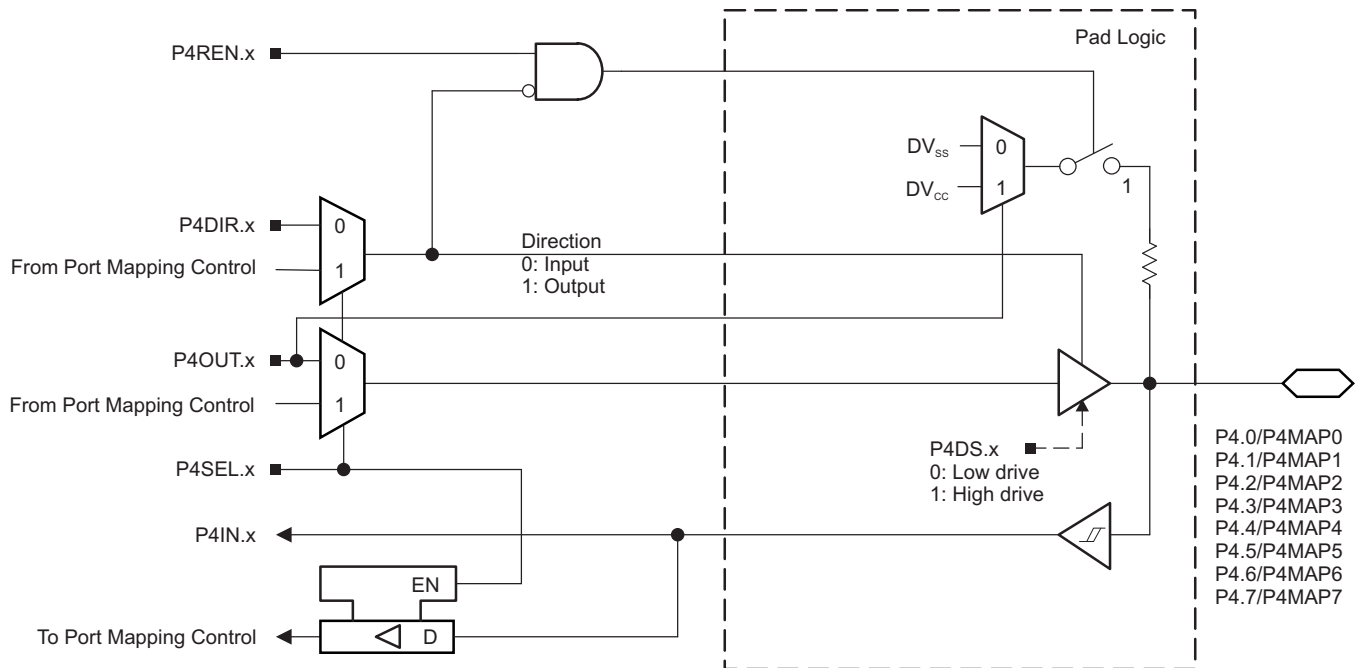 Pad Logic
P4REN.x
DVSS
0
DVCC
1
1
P4DIR.x
0
From Port Mapping Control
1
Direction
0: Input
1: Output
P4OUT.x
0
From Port Mapping Control
1
P4SEL.x
P4DS.x
0: Low drive
1: High drive
P4.0/P4MAP0
P4.1/P4MAP1
P4.2/P4MAP2
P4.3/P4MAP3
P4.4/P4MAP4
P4.5/P4MAP5
P4.6/P4MAP6
P4.7/P4MAP7
P4IN.x
EN
To Port Mapping Control
D